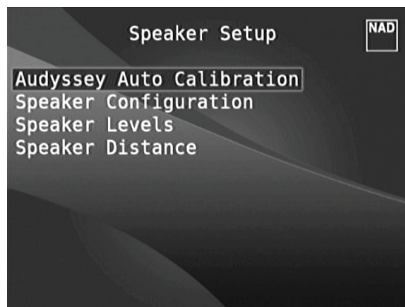 Speaker Setup
NAD
Audyssey Auto Calibration
Speaker Configuration
Speaker Levels
Speaker Distance